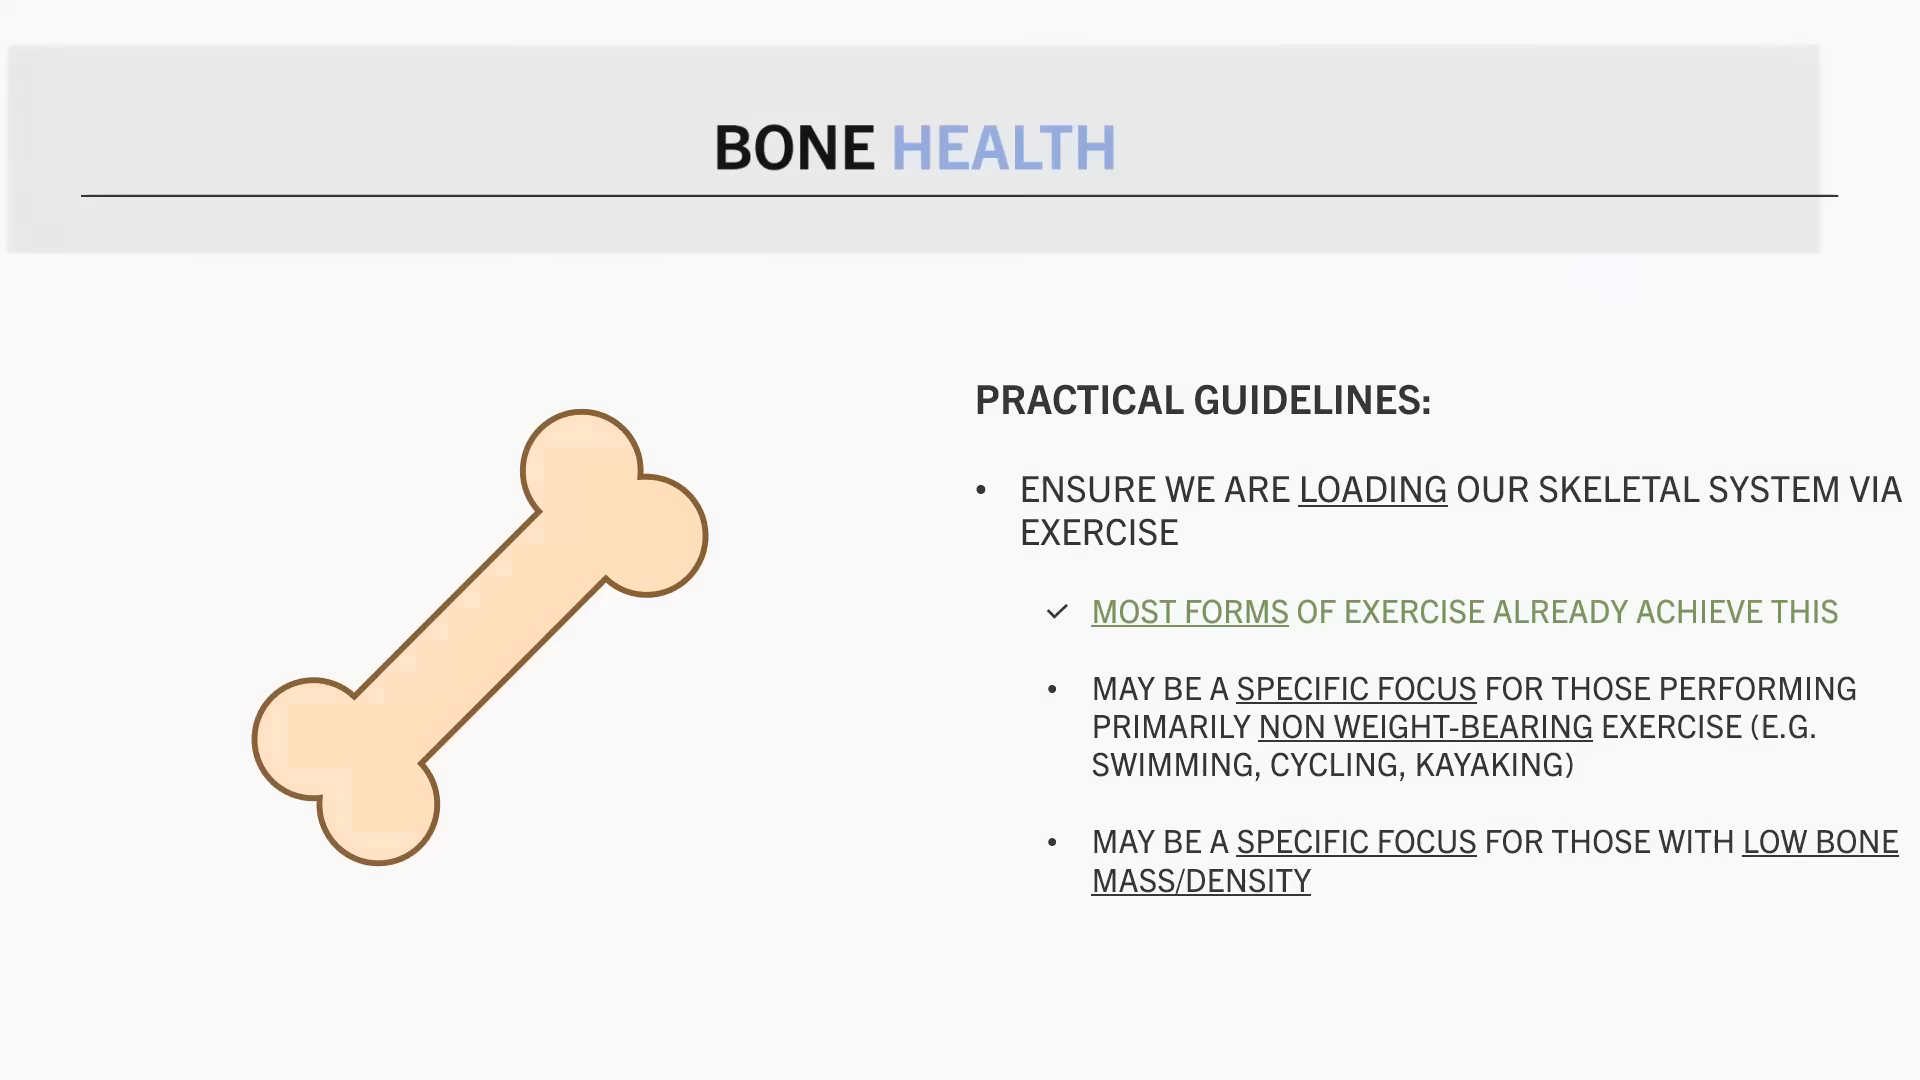 BONE HEALTH
PRACTICAL GUIDELINES:
• ENSURE WE ARE LOADING OUR SKELETAL SYSTEM VIA
EXERCISE
✓ MOST FORMS OF EXERCISE ALREADY ACHIEVE THIS
• MAY BE A SPECIFIC FOCUS FOR THOSE PERFORMING
PRIMARILY NON WEIGHT-BEARING EXERCISE (E.G.
SWIMMING, CYCLING, KAYAKING)
• MAY BE A SPECIFIC FOCUS FOR THOSE WITH LOW BONE
MASS/DENSITY